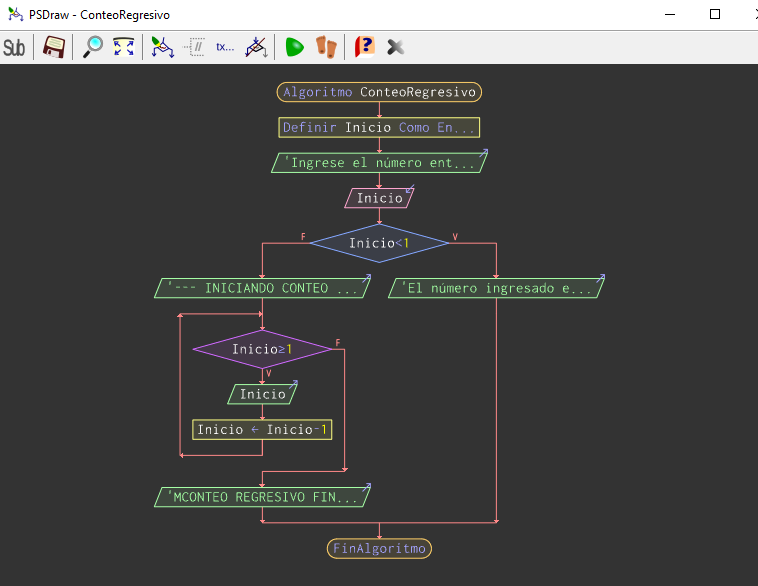 PSDraw - ConteoRegresivo
Sub
//
tx...
?
Algoritmo ConteoRegresivo
Definir Inicio Como En...
'Ingrese el número ent...
Inicio
F
Inicio<1
V
'--- INICIANDO CONTEO ...
'El número ingresado e...
Inicio≥1
F
V
Inicio
Inicio ← Inicio-1
'MCONTEO REGRESIVO FIN...
FinAlgoritmo